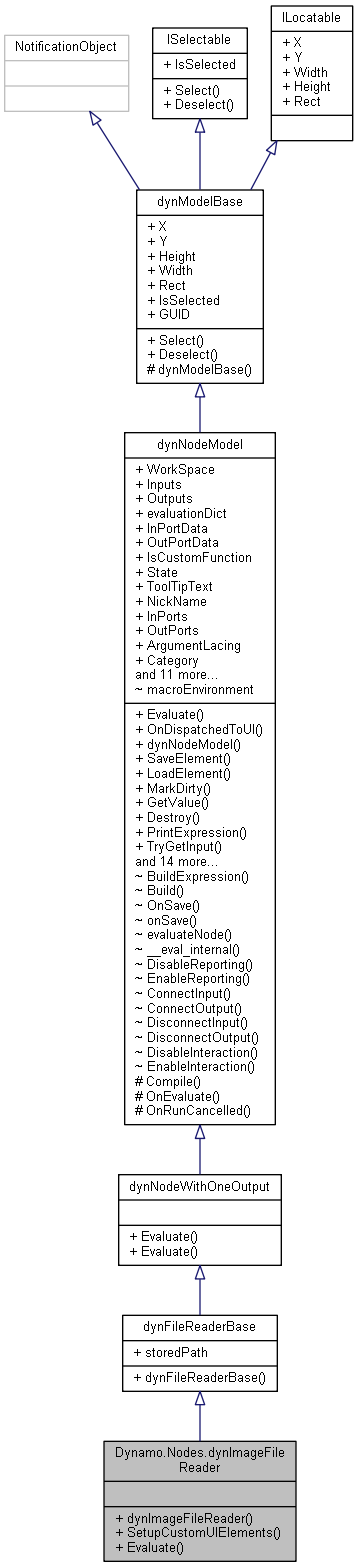 NotificationObject
ISelectable
+ IsSelected
+ Select()
+ Deselect()
ILocatable
+ X
+ Y
+ Width
+ Height
+ Rect
dynModelBase
+ X
+ Y
+ Height
+ Width
+ Rect
+ IsSelected
+ GUID
+ Select()
+ Deselect()
# dynModelBase()
dynNodeModel
+ WorkSpace
+ Inputs
+ Outputs
+ evaluationDict
+ InPortData
+ OutPortData
+ IsCustomFunction
+ State
+ ToolTipText
+ NickName
+ InPorts
+ OutPorts
+ ArgumentLacing
+ Category
and 11 more...
~ macroEnvironment
+ Evaluate()
+ OnDispatchedToUI()
+ dynNodeModel()
+ SaveElement()
+ LoadElement()
+ MarkDirty()
+ GetValue()
+ Destroy()
+ PrintExpression()
+ TryGetInput()
and 14 more...
~ BuildExpression()
~ Build()
~ OnSave()
~ onSave()
~ evaluateNode()
~ __eval_internal()
~ DisableReporting()
~ EnableReporting()
~ ConnectInput()
~ ConnectOutput()
~ DisconnectInput()
~ DisconnectOutput()
~ DisableInteraction()
~ EnableInteraction()
# Compile()
# OnEvaluate()
# OnRunCancelled()
dynNodeWithOneOutput
+ Evaluate()
+ Evaluate()
dynFileReaderBase
+ storedPath
+ dynFileReaderBase()
Dynamo.Nodes.dynImageFile
Reader
+ dynImageFileReader()
+ SetupCustomUIElements()
+ Evaluate()